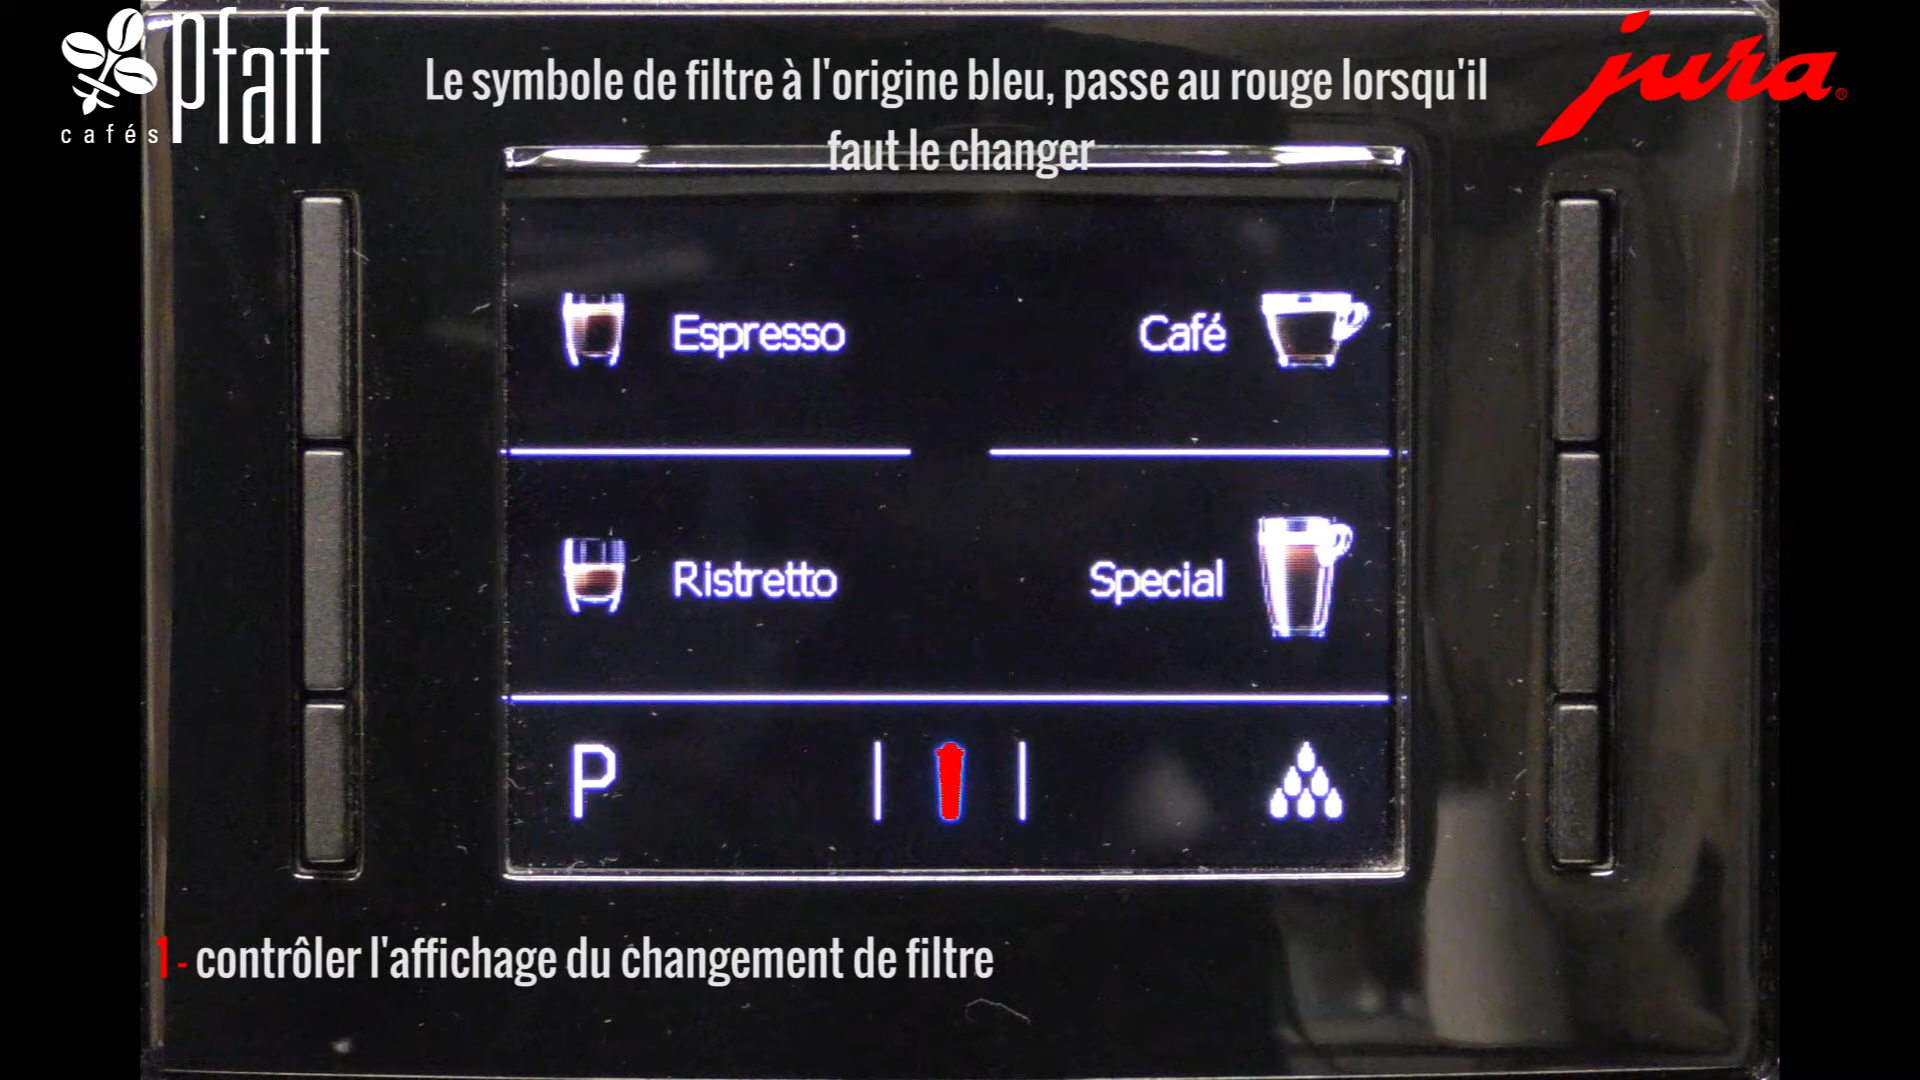 Pfaff
cafés
jura
Le symbole de filtre à l'origine bleu, passe au rouge lorsqu'il
faut le changer
Espresso
Café
Ristretto
Special
P
1- contrôler l'affichage du changement de filtre